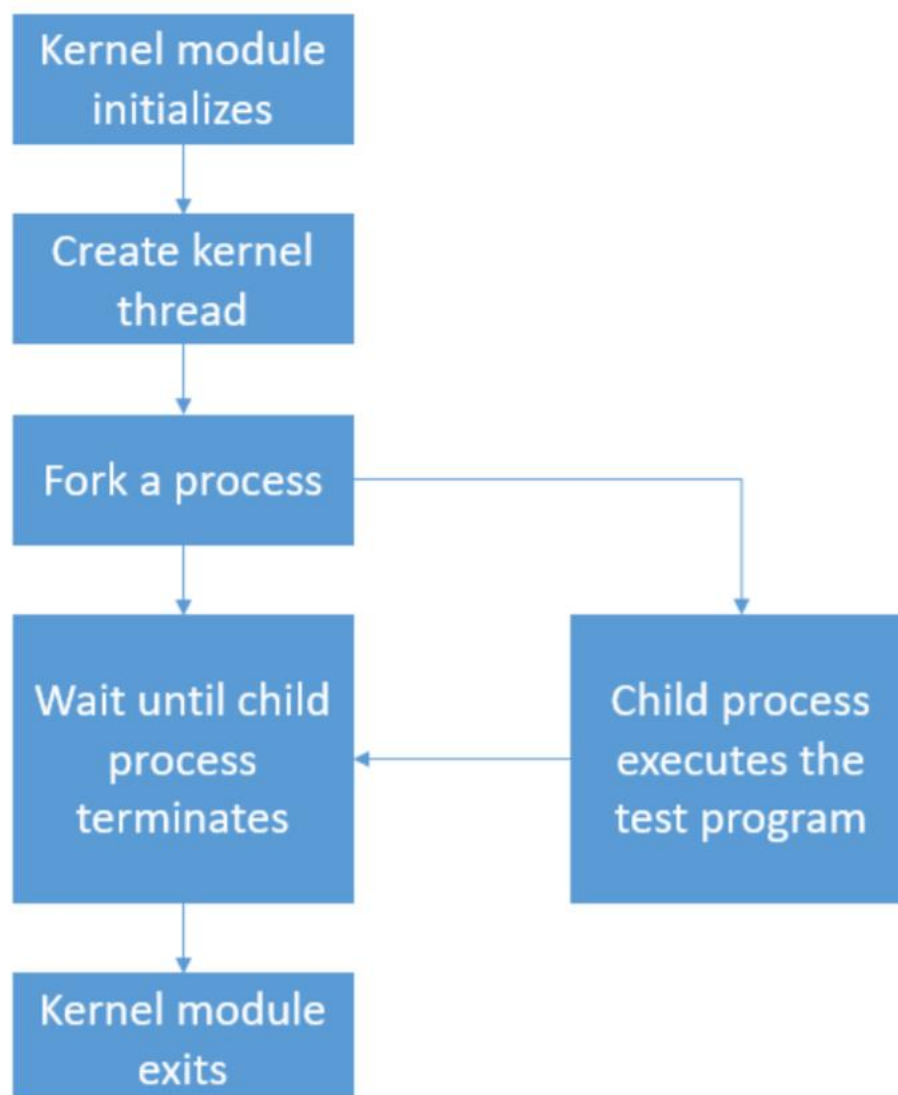 Kernel module
initializes
Create kernel
thread
Fork a process
Wait until child
process
terminates
Child process
executes the
test program
Kernel module
exits